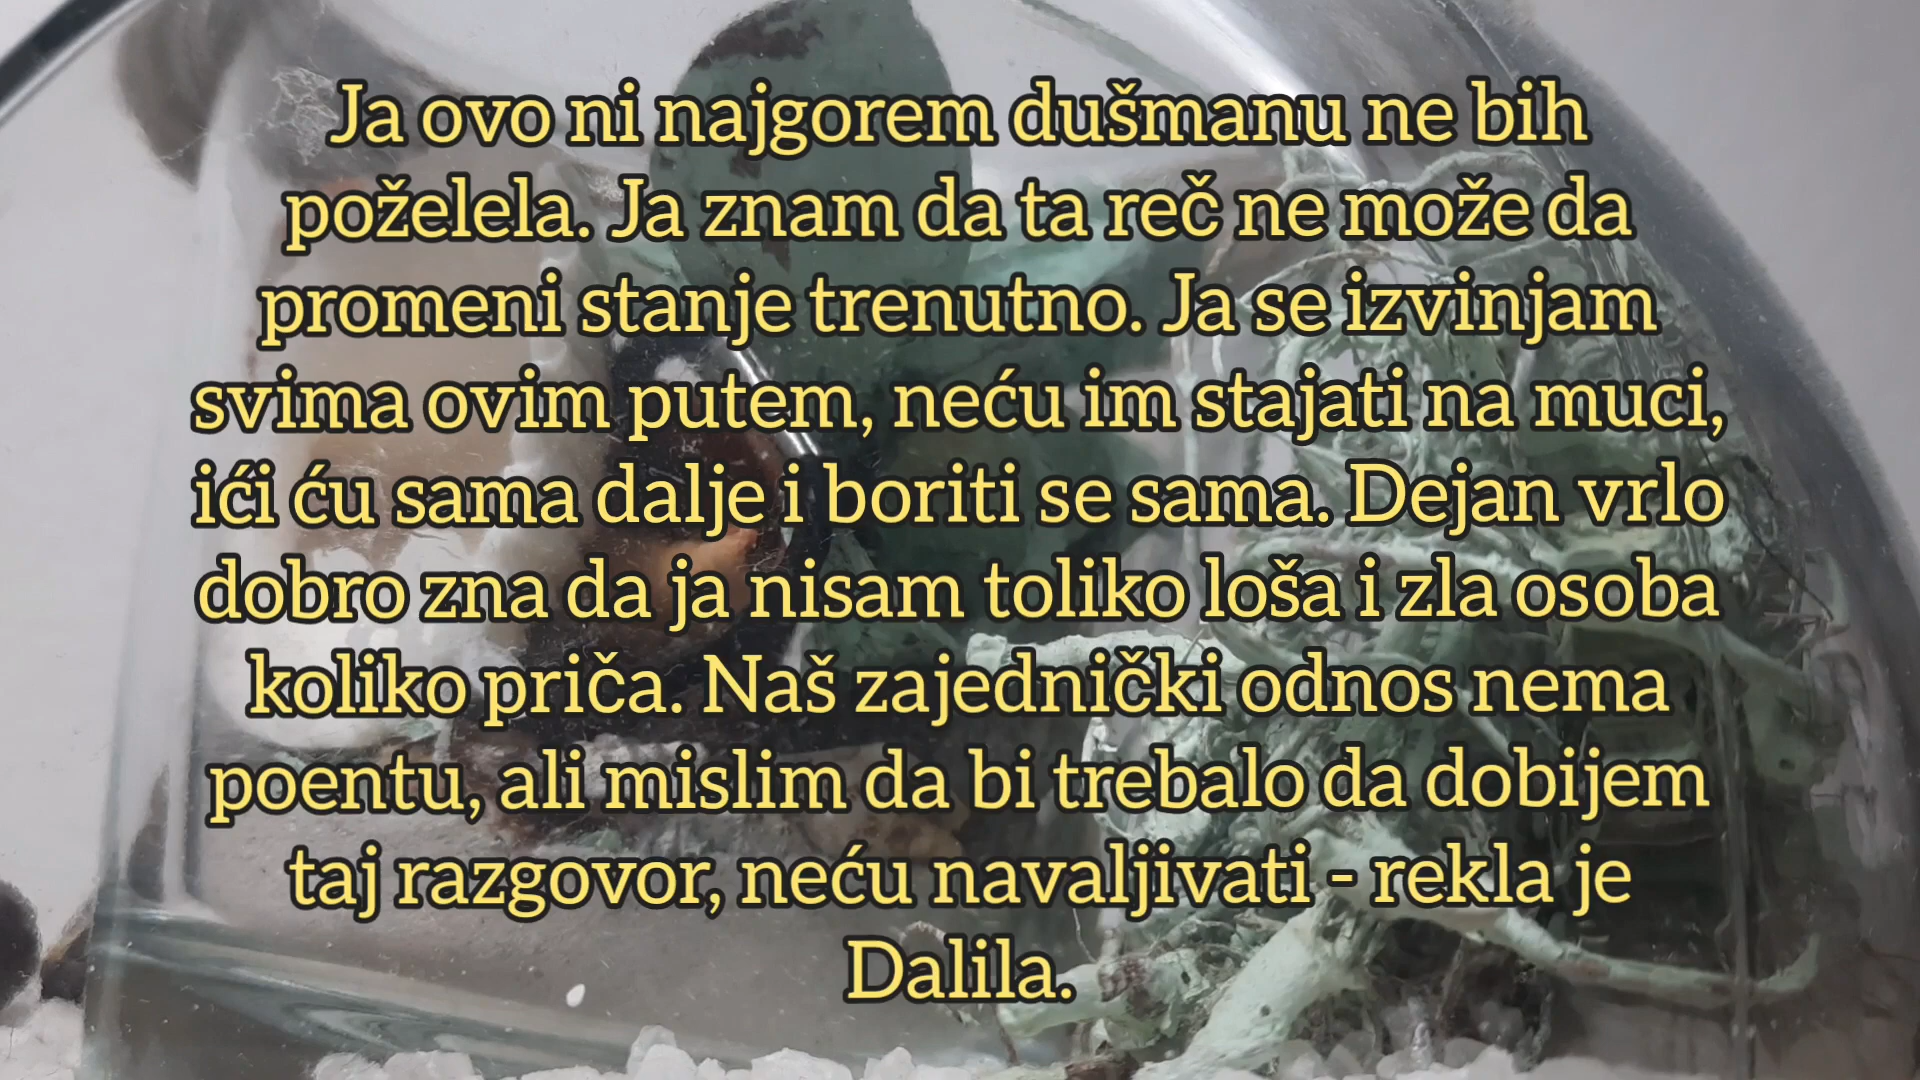 Ja ovo ni najgorem dušmanu ne bih
poželela. Ja znam da ta reč ne može da
promeni stanje trenutno. Ja se izvinjam
svima ovim putem, neću im stajati na muci,
ići ću sama dalje i boriti se sama. Dejan vrlo
dobro zna da ja nisam toliko loša i zla osoba
koliko priča. Naš zajednički odnos nema
poentu, ali mislim da bi trebalo da dobijem
taj razgovor, neću navaljivati - rekla je
Dalila.